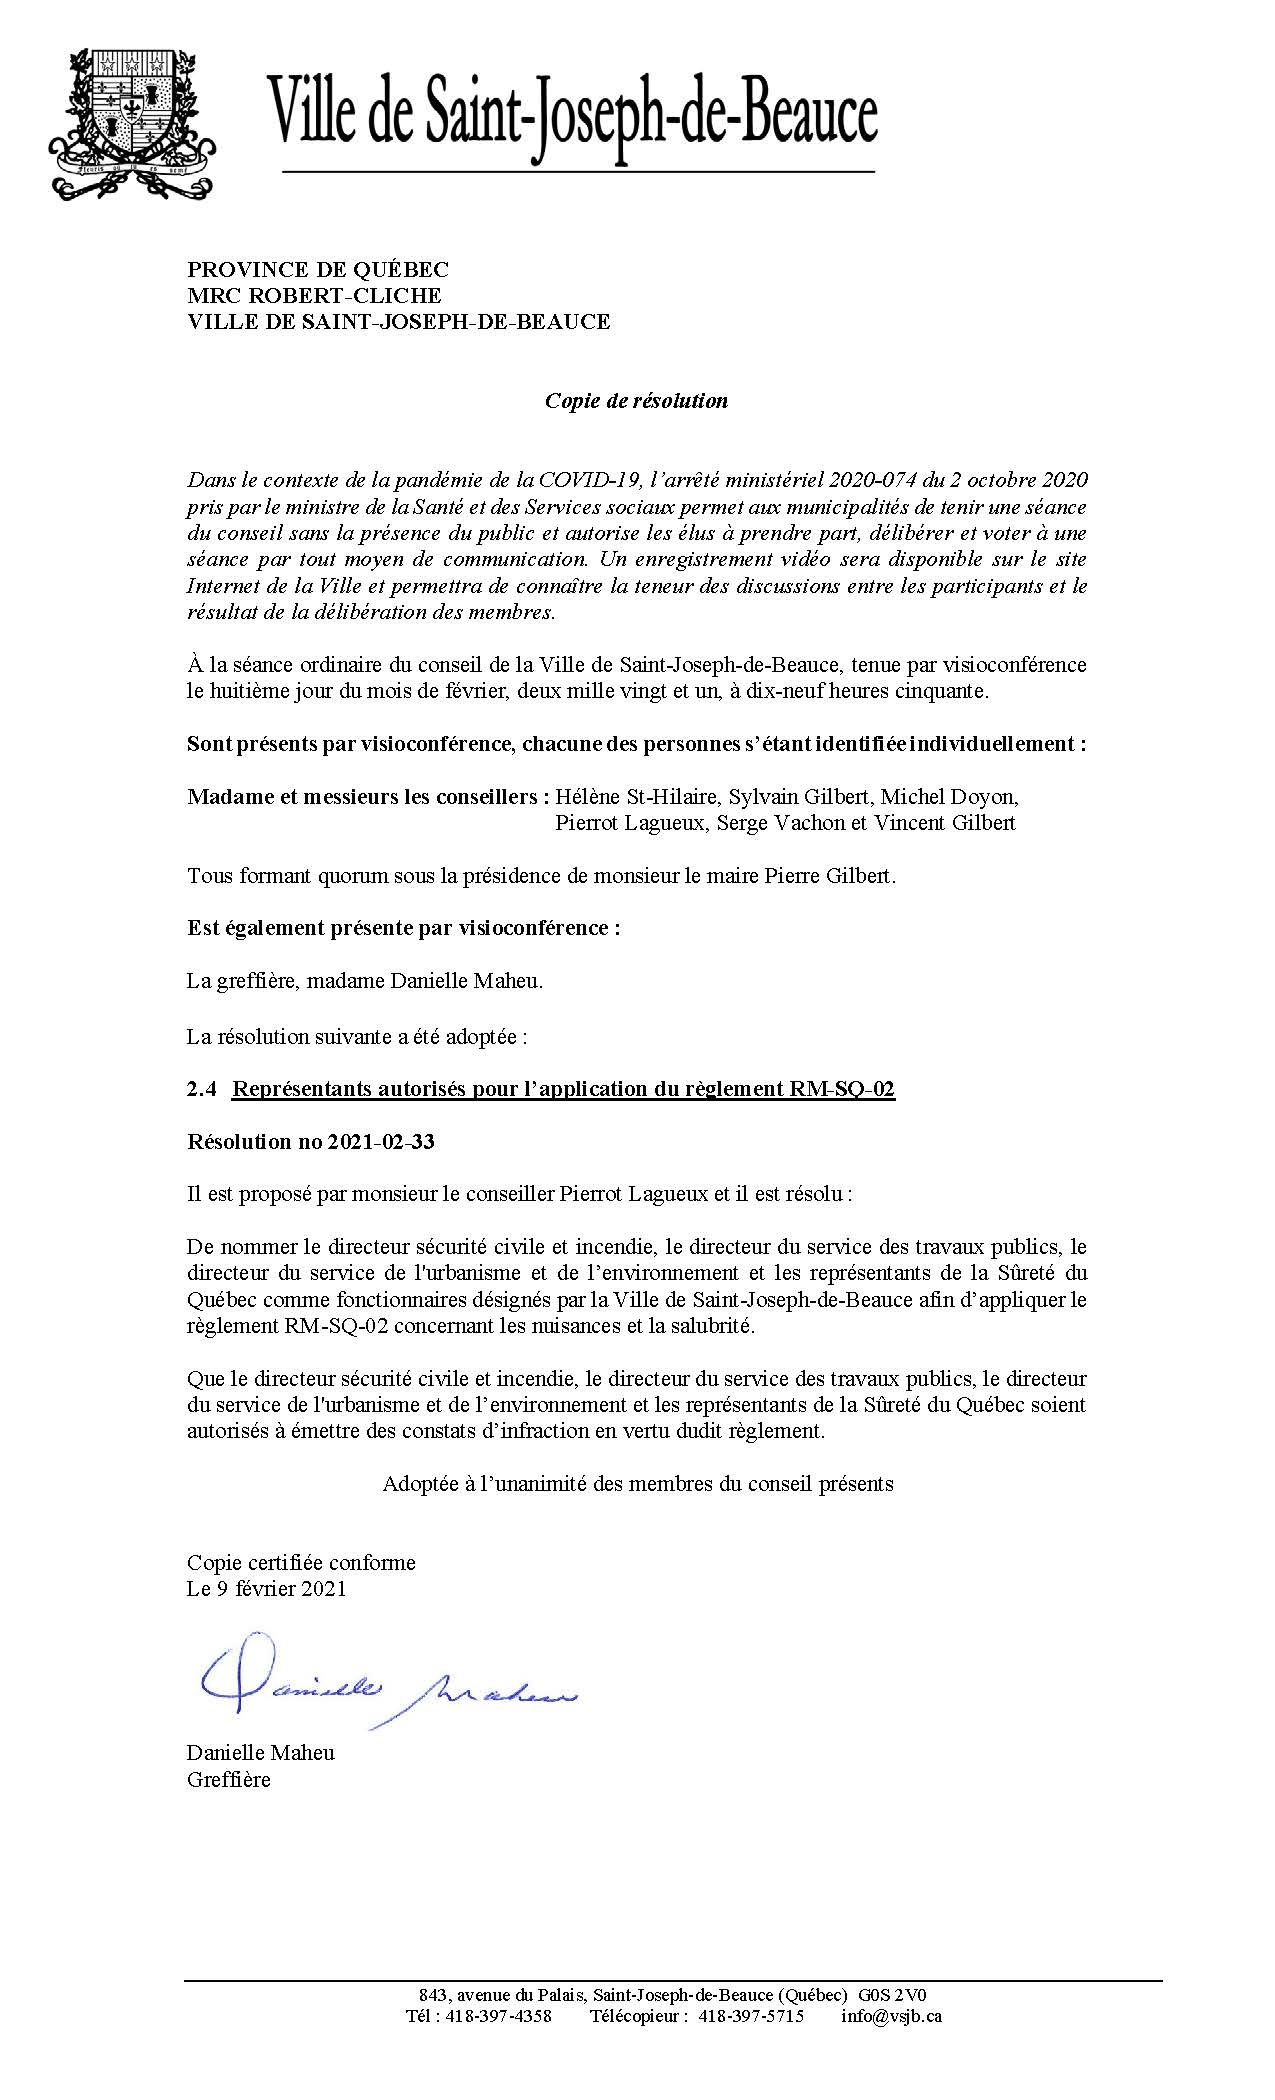 Fleuris où tu es semé
Ville de Saint-Joseph-de-Beauce
PROVINCE DE QUÉBEC
MRC ROBERT-CLICHE
VILLE DE SAINT-JOSEPH-DE-BEAUCE
Copie de résolution
Dans le contexte de la pandémie de la COVID-19, l’arrêté ministériel 2020-074 du 2 octobre 2020
pris par le ministre de la Santé et des Services sociaux permet aux municipalités de tenir une séance
du conseil sans la présence du public et autorise les élus à prendre part, délibérer et voter à une
séance par tout moyen de communication. Un enregistrement vidéo sera disponible sur le site
Internet de la Ville et permettra de connaître la teneur des discussions entre les participants et le
résultat de la délibération des membres.
À la séance ordinaire du conseil de la Ville de Saint-Joseph-de-Beauce, tenue par visioconférence
le huitième jour du mois de février, deux mille vingt et un, à dix-neuf heures cinquante.
Sont présents par visioconférence, chacune des personnes s’étant identifiée individuellement :
Madame et messieurs les conseillers : Hélène St-Hilaire, Sylvain Gilbert, Michel Doyon,
Pierrot Lagueux, Serge Vachon et Vincent Gilbert
Tous formant quorum sous la présidence de monsieur le maire Pierre Gilbert.
Est également présente par visioconférence :
La greffière, madame Danielle Maheu.
La résolution suivante a été adoptée :
2.4 Représentants autorisés pour l’application du règlement RM-SQ-02
Résolution no 2021-02-33
Il est proposé par monsieur le conseiller Pierrot Lagueux et il est résolu :
De nommer le directeur sécurité civile et incendie, le directeur du service des travaux publics, le
directeur du service de l'urbanisme et de l’environnement et les représentants de la Sûreté du
Québec comme fonctionnaires désignés par la Ville de Saint-Joseph-de-Beauce afin d’appliquer le
règlement RM-SQ-02 concernant les nuisances et la salubrité.
Que le directeur sécurité civile et incendie, le directeur du service des travaux publics, le directeur
du service de l'urbanisme et de l’environnement et les représentants de la Sûreté du Québec soient
autorisés à émettre des constats d’infraction en vertu dudit règlement.
Adoptée à l’unanimité des membres du conseil présents
Copie certifiée conforme
Le 9 février 2021
Danielle Maheu
Danielle Maheu
Greffière
843, avenue du Palais, Saint-Joseph-de-Beauce (Québec) G0S 2V0
Tél : 418-397-4358 Télécopieur : 418-397-5715 info@vsjb.ca